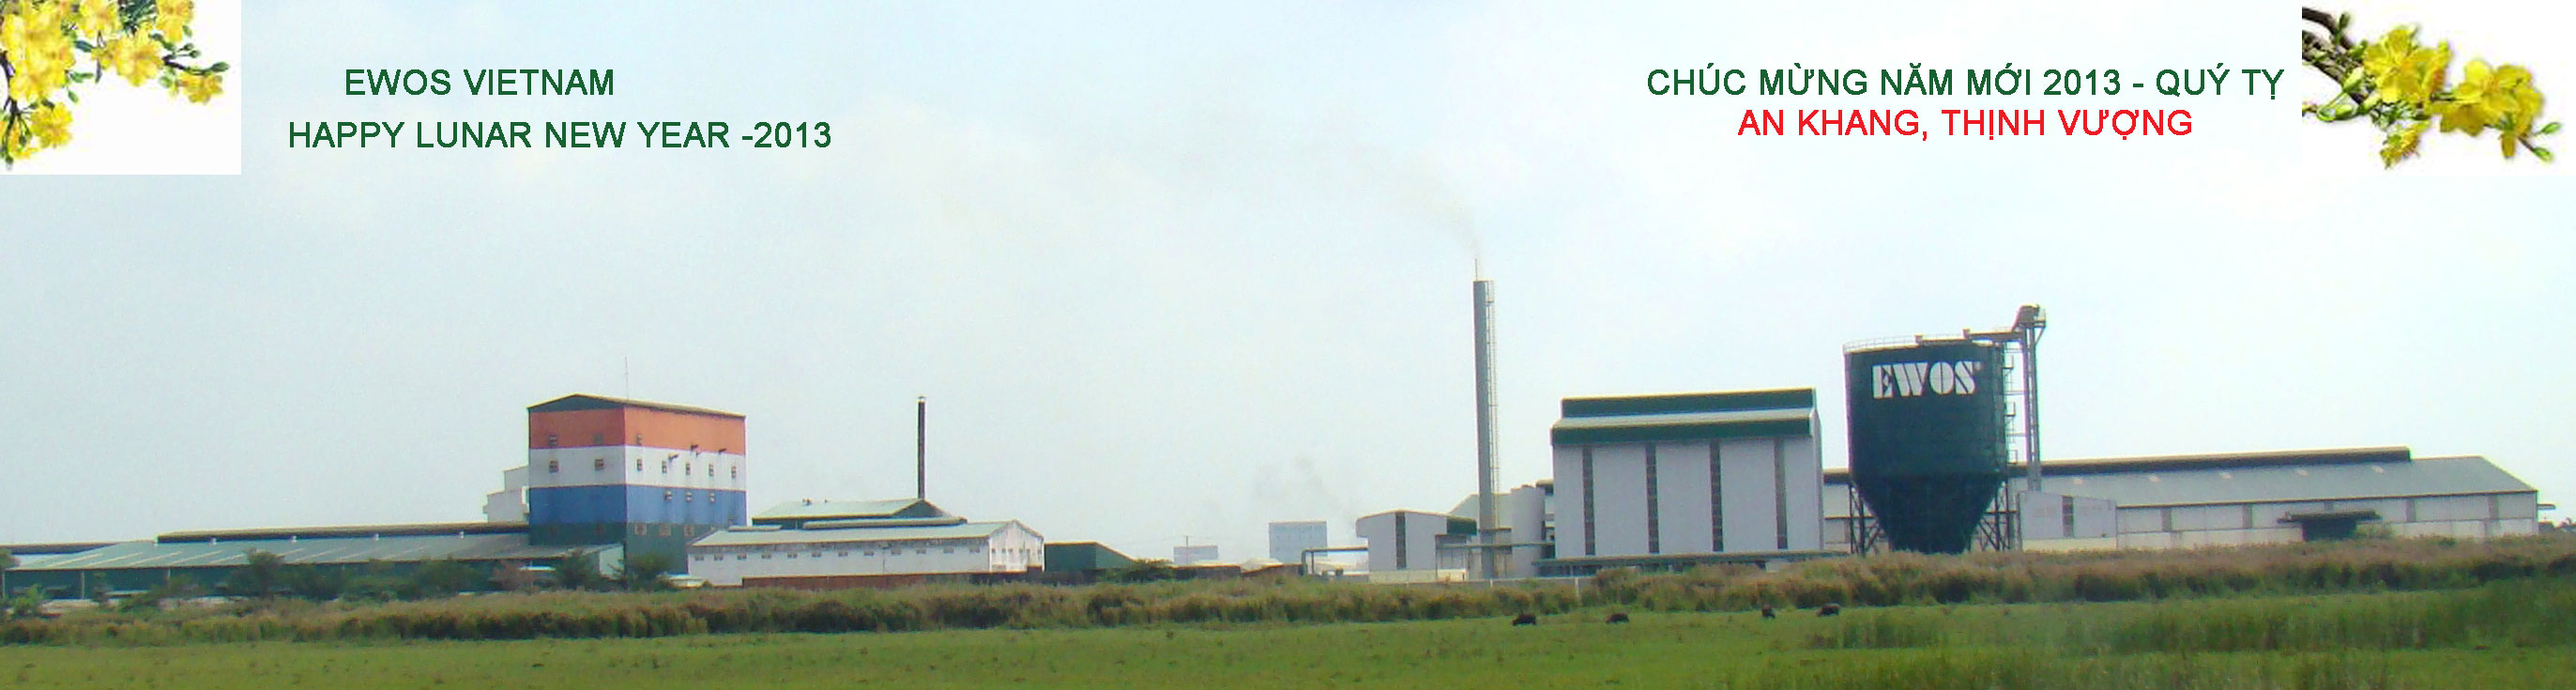 EWOS VIETNAM
HAPPY LUNAR NEW YEAR -2013
CHÚC MỪNG NĂM MỚI 2013 - QUÝ TỴ
AN KHANG, THỊNH VƯỢNG
EWOS